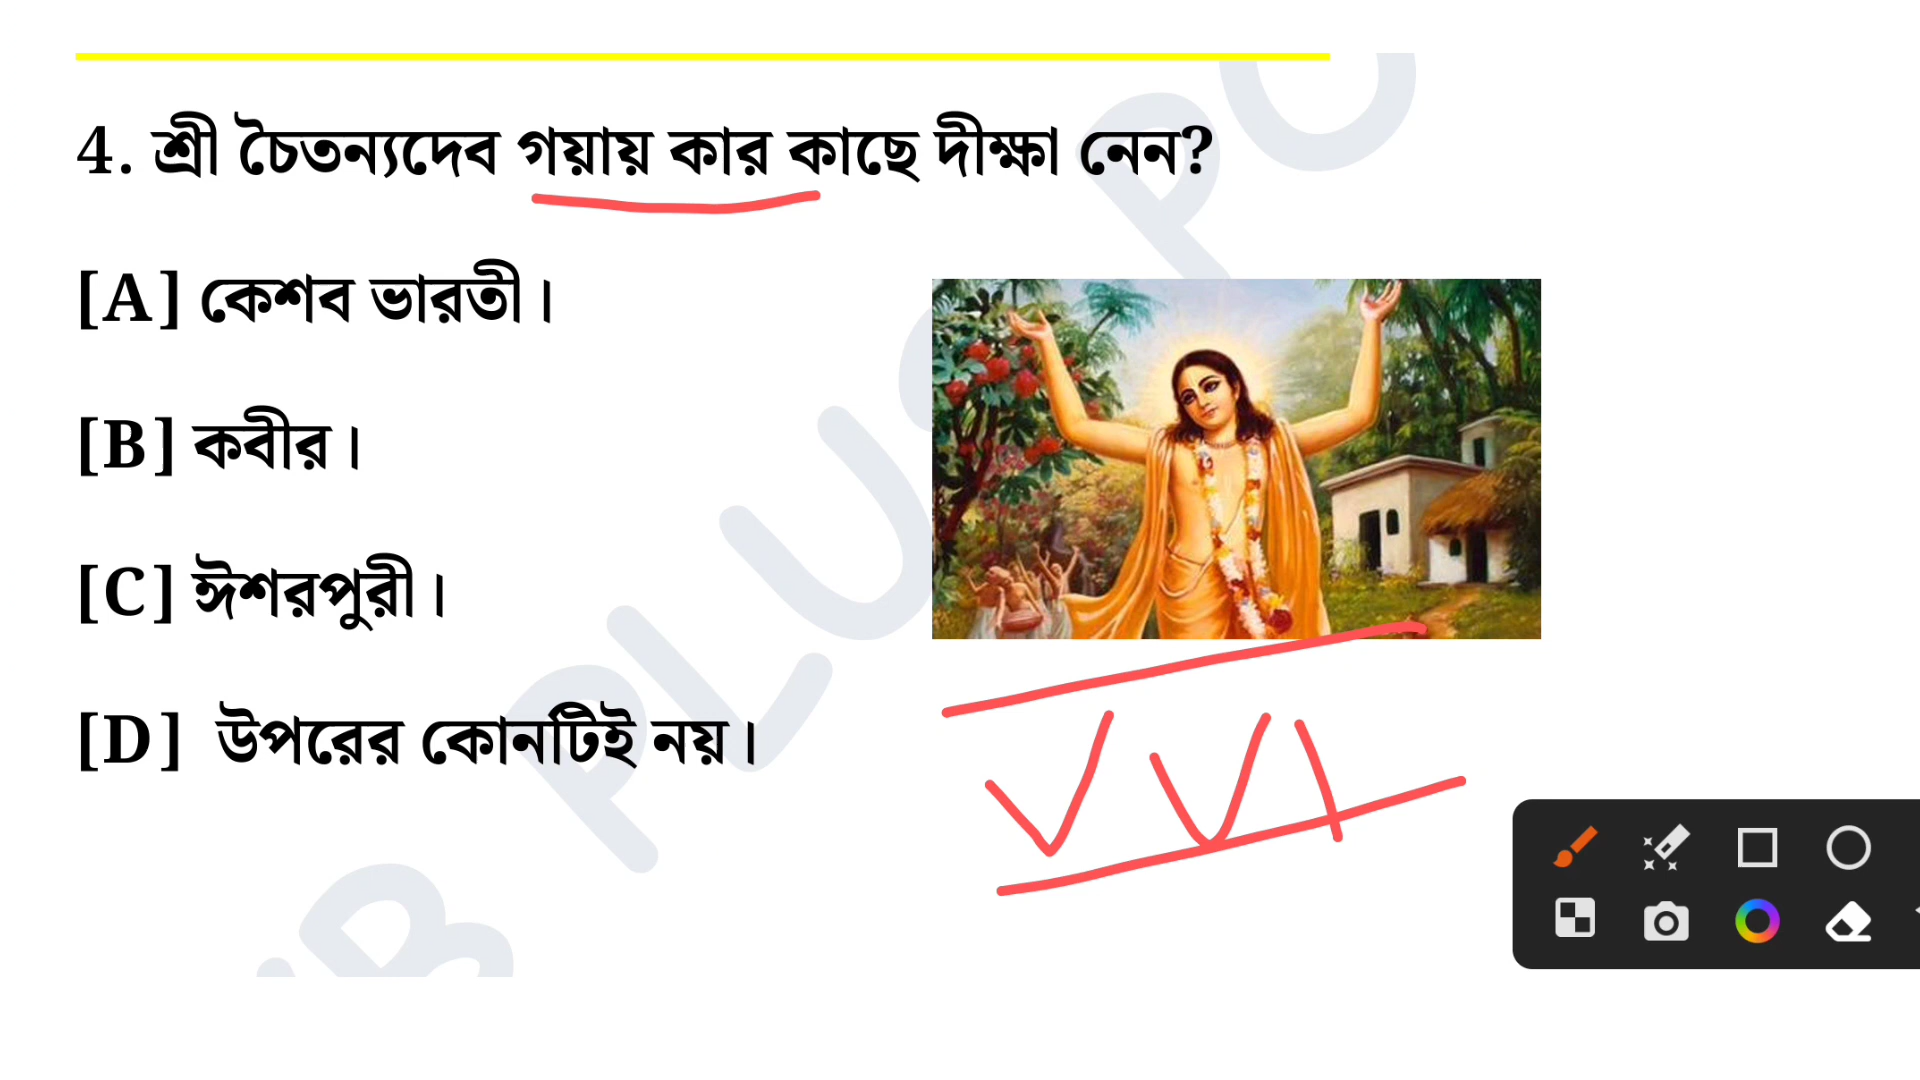 4. শ্রী চৈতন্যদেব গয়ায় কার কাছে দীক্ষা নেন?
[A] কেশব ভারতী।
[B] কবীর।
[C] ঈশরপুরী।
[D] উপরের কোনটিই নয়।
VVI